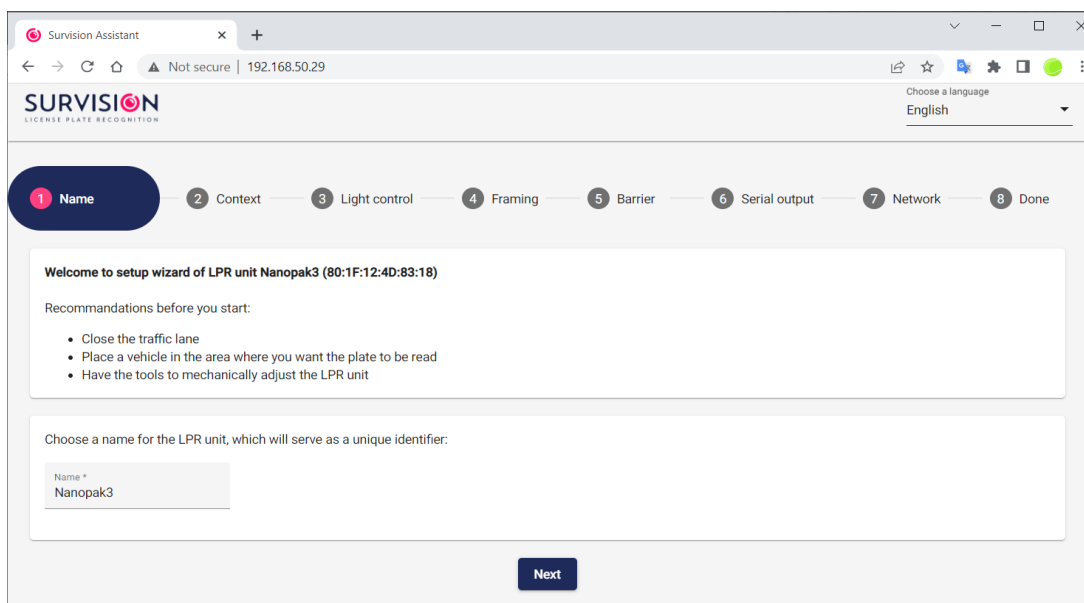 Survision Assistant
Not secure | 192.168.50.29
SURVISION
LICENSE PLATE RECOGNITION
Choose a language
English
1 Name
2 Context
3 Light control
4 Framing
5 Barrier
6 Serial output
7 Network
8 Done
Welcome to setup wizard of LPR unit Nanopak3 (80:1F:12:4D:83:18)
Recommandations before you start:
• Close the traffic lane
• Place a vehicle in the area where you want the plate to be read
• Have the tools to mechanically adjust the LPR unit
Choose a name for the LPR unit, which will serve as a unique identifier:
Name *
Nanopak3
Next